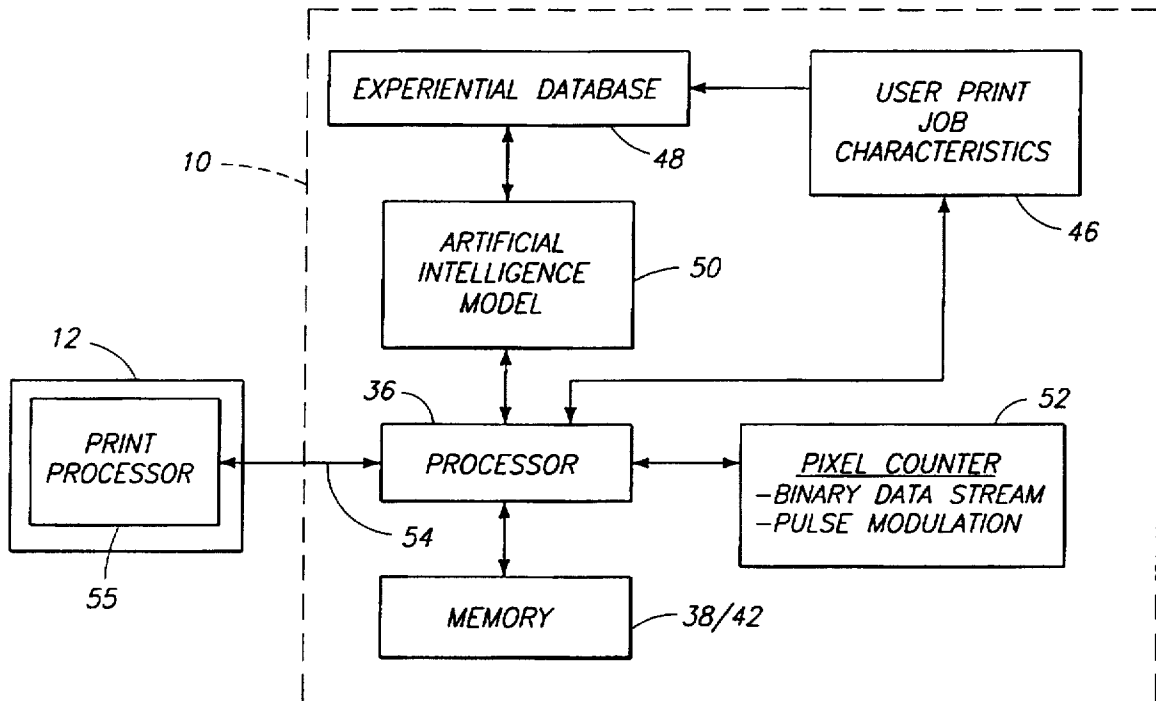 EXPERIENTIAL DATABASE
48
USER PRINT
JOB
CHARACTERISTICS
46
10
ARTIFICIAL
INTELLIGENCE
MODEL
50
12
PRINT
PROCESSOR
55
54
36
PROCESSOR
52
PIXEL COUNTER
-BINARY DATA STREAM
-PULSE MODULATION
MEMORY
38/42